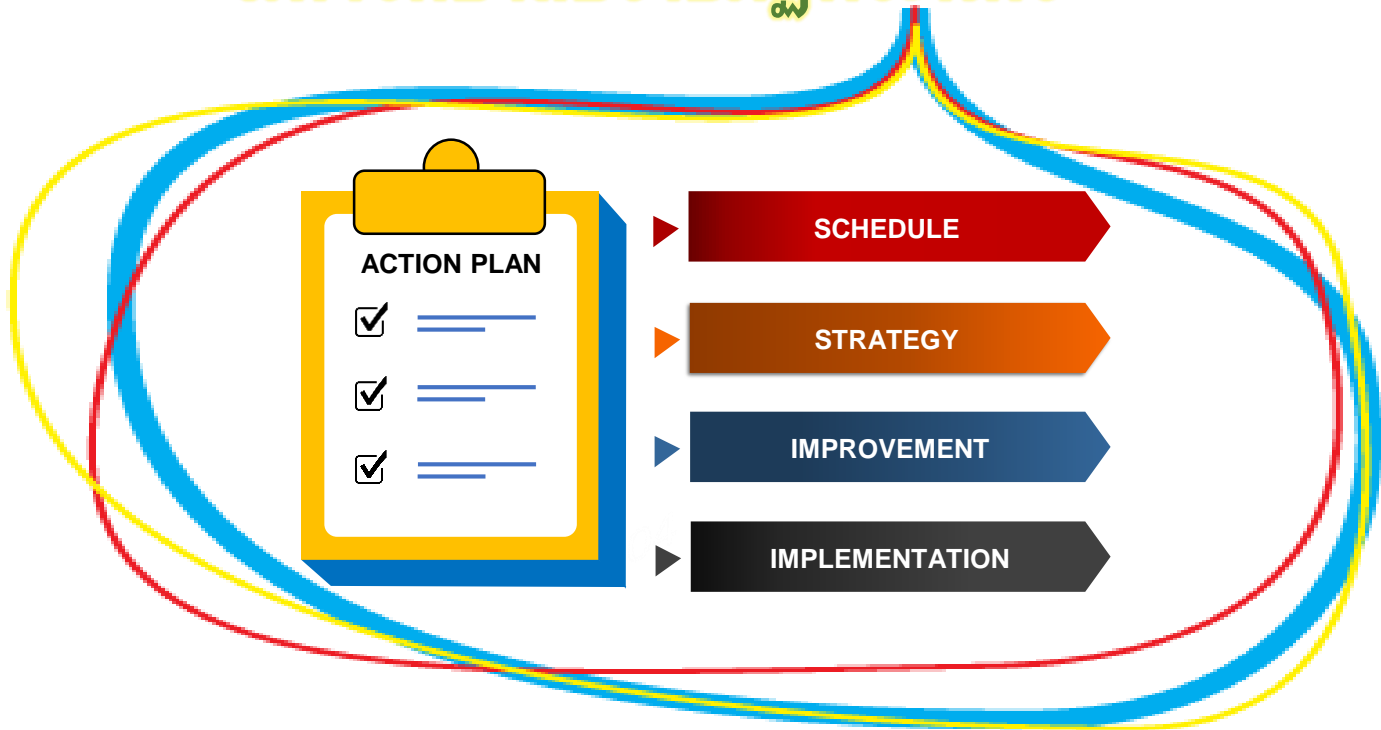 ACTION PLAN
SCHEDULE
STRATEGY
IMPROVEMENT
IMPLEMENTATION